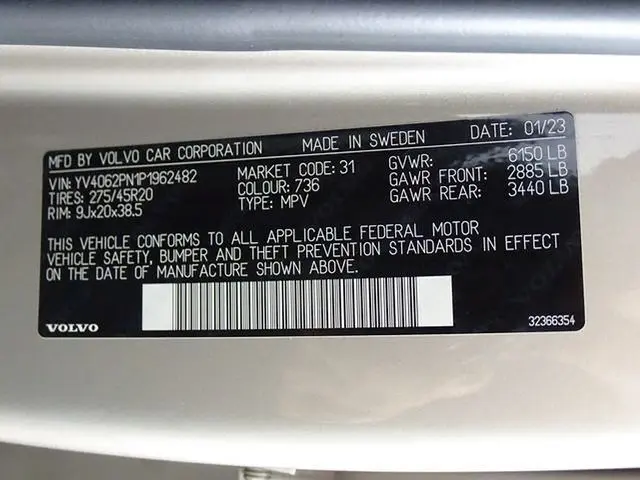 MFD BY VOLVO CAR CORPORATION MADE IN SWEDEN DATE: 01/23
VIN: YV4062PN1P1962482 MARKET CODE: 31 GVWR: 6150 LB
TIRES: 275/45R20 COLOUR: 736 GAWR FRONT: 2885 LB
RIM: 9Jx20x38.5 TYPE: MPV GAWR REAR: 3440 LB
THIS VEHICLE CONFORMS TO ALL APPLICABLE FEDERAL MOTOR
VEHICLE SAFETY, BUMPER AND THEFT PREVENTION STANDARDS IN EFFECT
ON THE DATE OF MANUFACTURE SHOWN ABOVE.
VOLVO 32366354